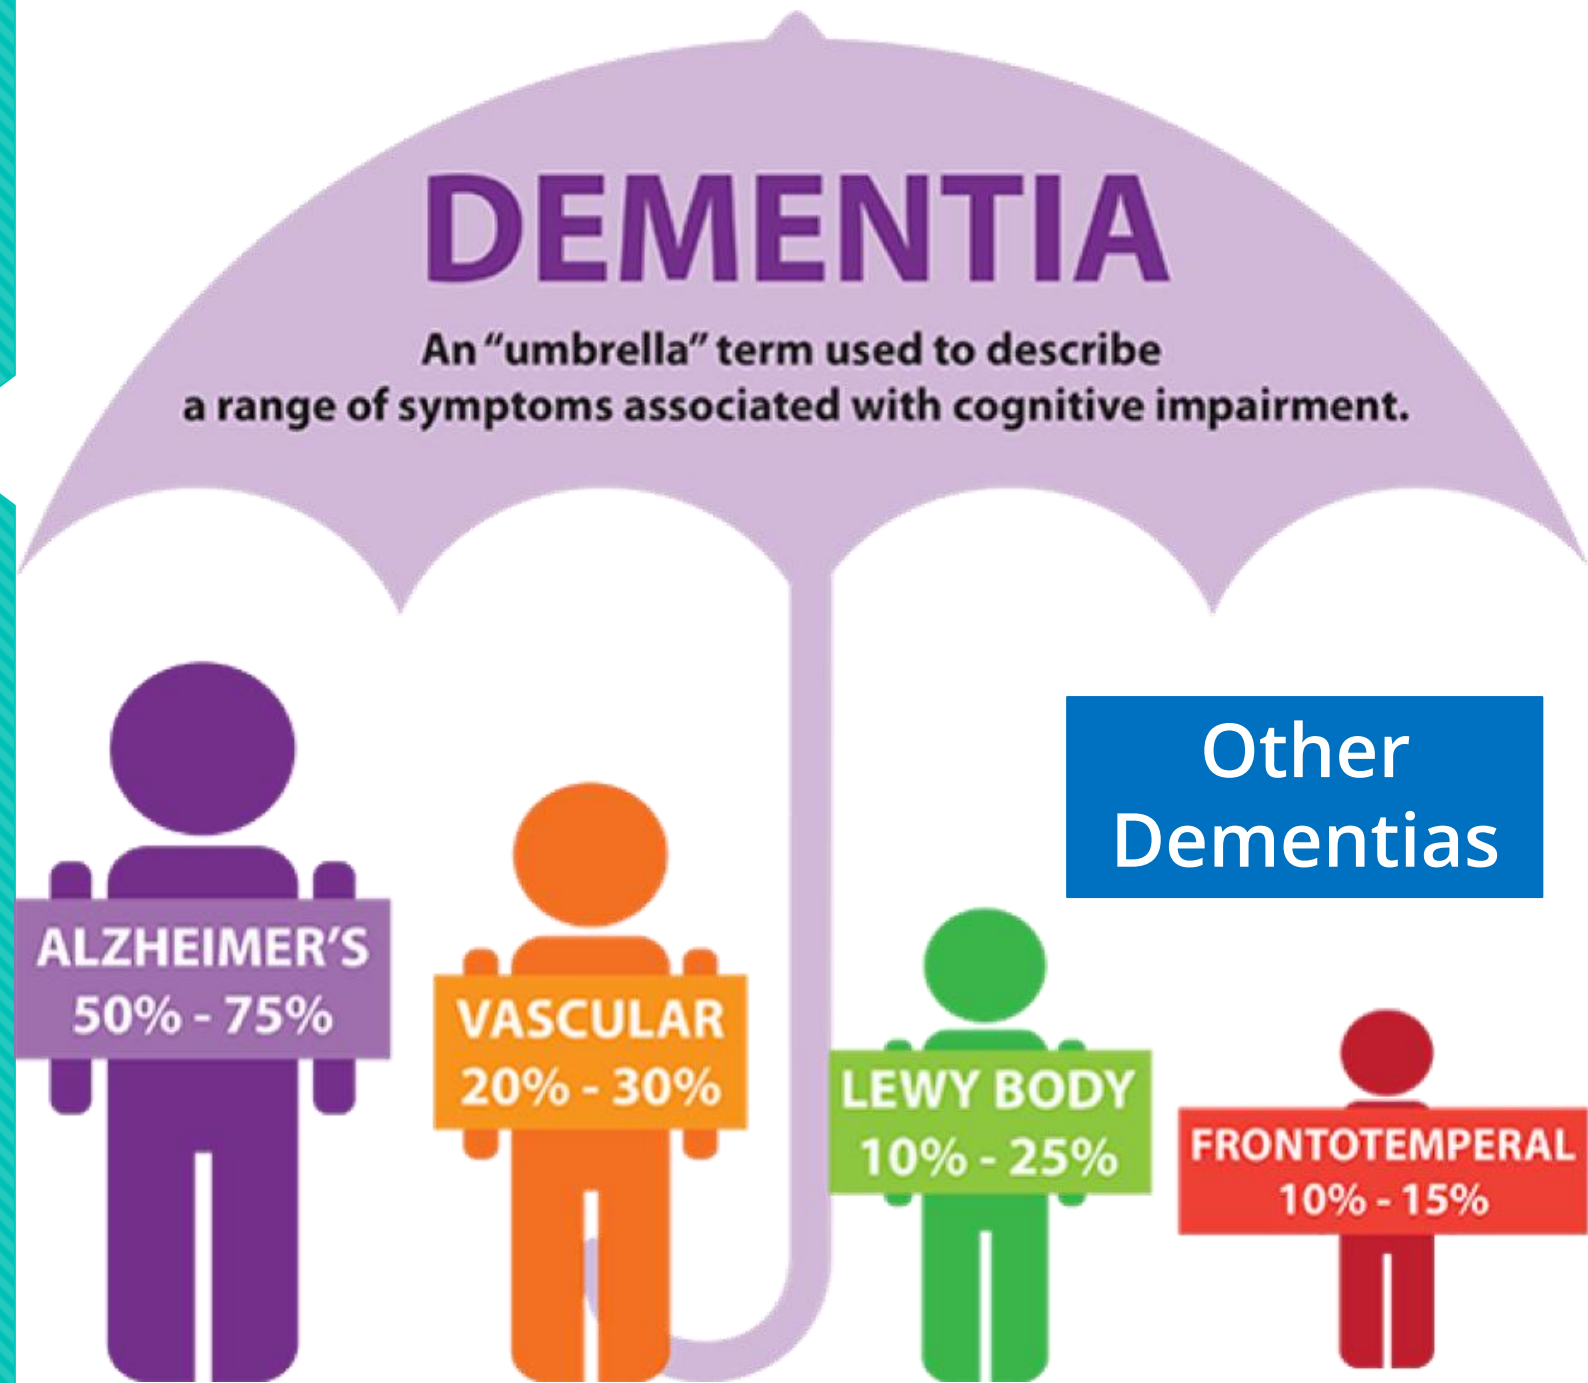 DEMENTIA
An “umbrella” term used to describe
a range of symptoms associated with cognitive impairment.
Other
Dementias
ALZHEIMER’S
50% - 75%
VASCULAR
20% - 30%
LEWY BODY
10% - 25%
FRONTOTEMPERAL
10% - 15%